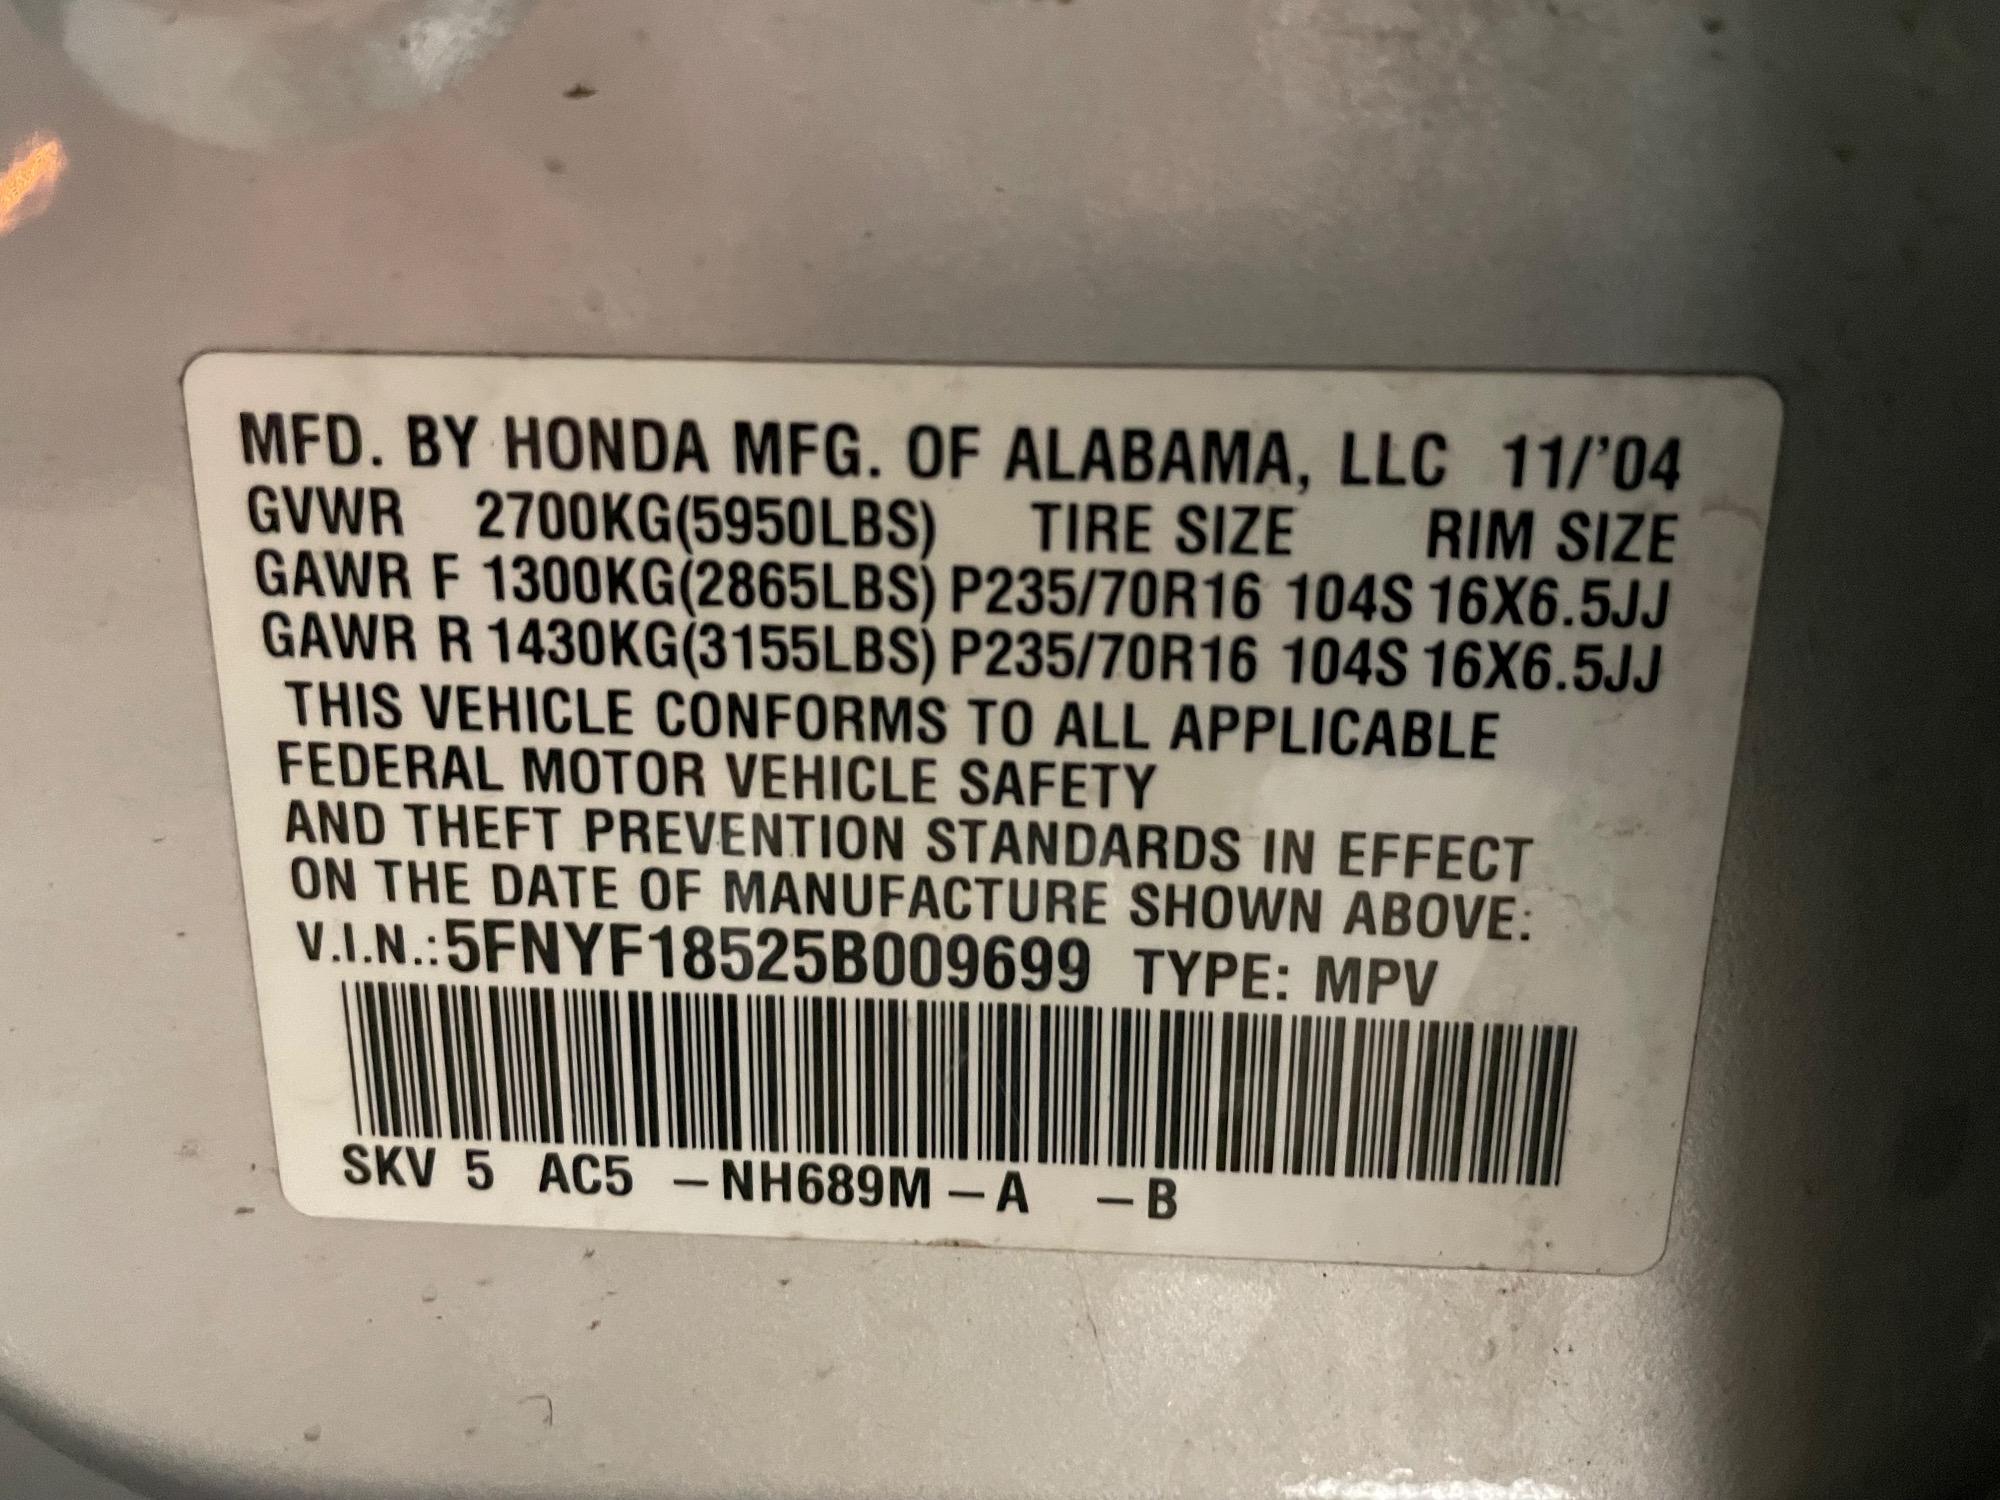 MFD. BY HONDA MFG. OF ALABAMA, LLC 11/'04
GVWR 2700KG(5950LBS) TIRE SIZE RIM SIZE
GAWR F 1300KG(2865LBS) P235/70R16 104S 16X6.5JJ
GAWR R 1430KG(3155LBS) P235/70R16 104S 16X6.5JJ
THIS VEHICLE CONFORMS TO ALL APPLICABLE
FEDERAL MOTOR VEHICLE SAFETY
AND THEFT PREVENTION STANDARDS IN EFFECT
ON THE DATE OF MANUFACTURE SHOWN ABOVE:
V.I.N.:5FNYF18525B009699 TYPE: MPV
SKV 5 AC5 –NH689M–A –B